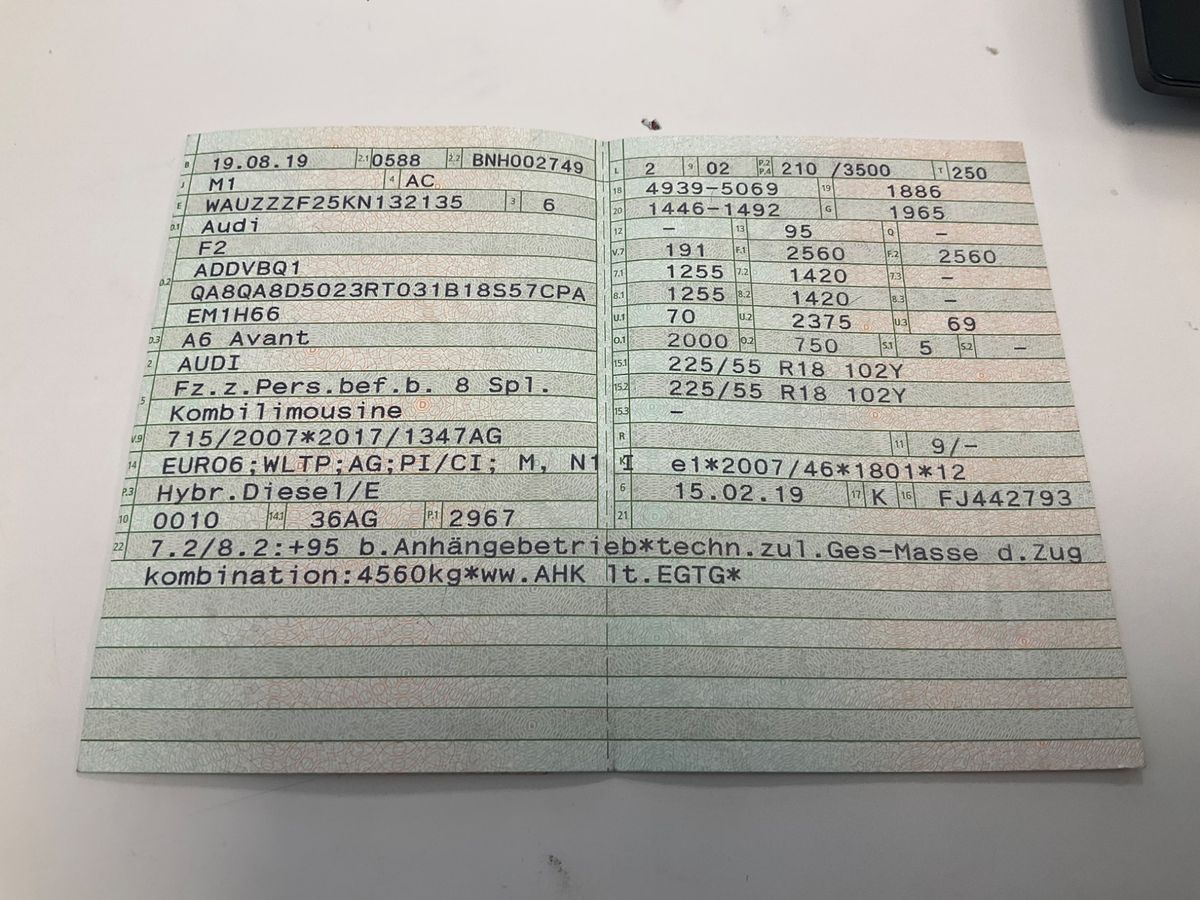 B 19.08.19 2.1 0588 2.2 BNH002749
J M1 4 AC
E WAUZZZF25KN132135 3 6
D.1 Audi
F2
D.2 ADDVBQ1
QA8QA8D5023RT031B18S57CPA
EM1H66
D.3 A6 Avant
2 AUDI
5 Fz.z.Pers.bef.b. 8 Spl.
Kombilimousine
V.9 715/2007*2017/1347AG
14 EURO6;WLTP;AG;PI/CI; M, N1 I
P.3 Hybr.Diesel/E
10 0010 14.1 36AG P.1 2967
L 2 9 02 P.2 P.4 210 /3500 T 250
18 4939-5069 19 1886
20 1446-1492 G 1965
12 – 13 95 Q –
V.7 191 F.1 2560 F.2 2560
7.1 1255 7.2 1420 7.3 –
8.1 1255 8.2 1420 8.3 –
U.1 70 U.2 2375 U.3 69
O.1 2000 O.2 750 S.1 5 S.2 –
15.1 225/55 R18 102Y
15.2 225/55 R18 102Y
15.3 –
R 11 9/–
K e1*2007/46*1801*12
6 15.02.19 17 K 16 FJ442793
21
22 7.2/8.2:+95 b.Anhängebetrieb*techn.zul.Ges-Masse d.Zug
kombination:4560kg*ww.AHK lt.EGTG*